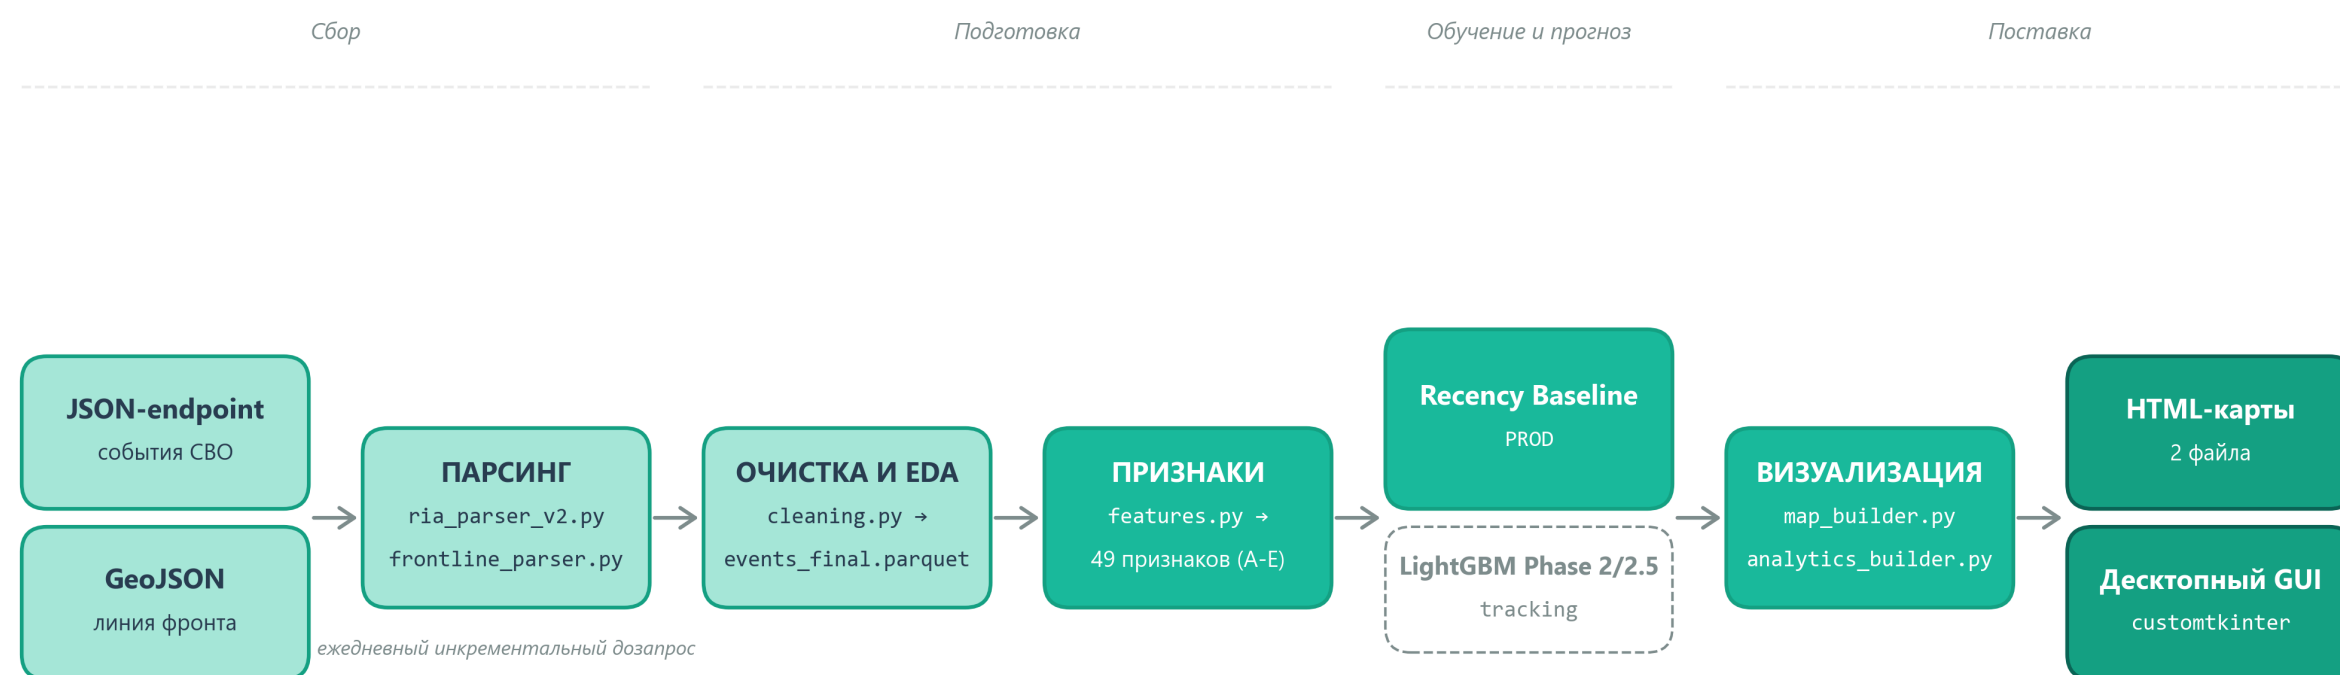 Сбор
Подготовка
Обучение и прогноз
Поставка
JSON-endpoint
события СВО
GeoJSON
линия фронта
ПАРСИНГ
ria_parser_v2.py
frontline_parser.py
ежедневный инкрементальный дозапрос
ОЧИСТКА И EDA
cleaning.py →
events_final.parquet
ПРИЗНАКИ
features.py →
49 признаков (A-E)
Recency Baseline
PROD
LightGBM Phase 2/2.5
tracking
ВИЗУАЛИЗАЦИЯ
map_builder.py
analytics_builder.py
HTML-карты
2 файла
Десктопный GUI
customtkinter